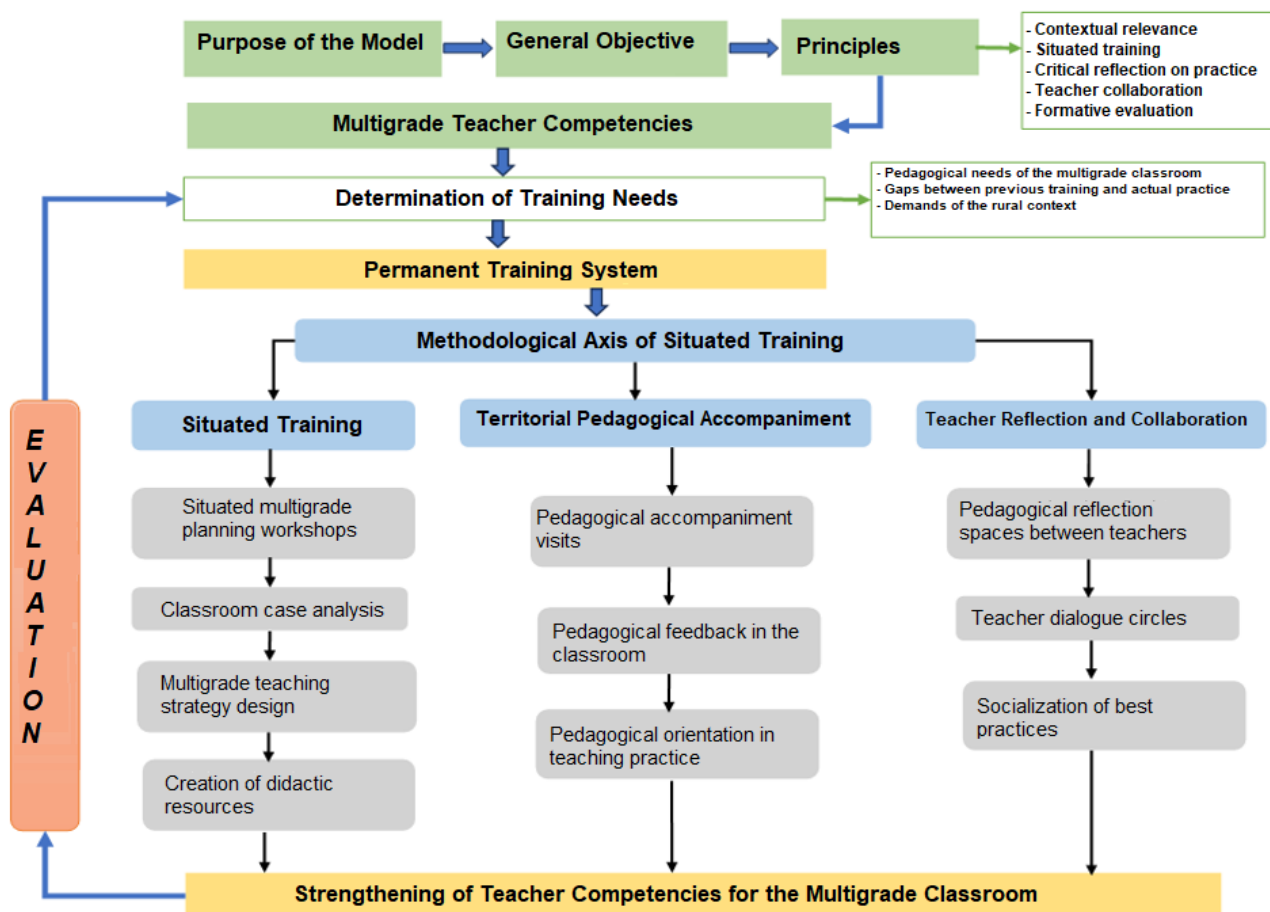 Purpose of the Model
General Objective
Principles
- Contextual relevance
- Situated training
- Critical reflection on practice
- Teacher collaboration
- Formative evaluation
Multigrade Teacher Competencies
Determination of Training Needs
- Pedagogical needs of the multigrade classroom
- Gaps between previous training and actual practice
- Demands of the rural context
Permanent Training System
Methodological Axis of Situated Training
EVALUATION
Situated Training
Situated multigrade
planning workshops
Classroom case analysis
Multigrade teaching
strategy design
Creation of didactic
resources
Territorial Pedagogical Accompaniment
Pedagogical accompaniment
visits
Pedagogical feedback in the
classroom
Pedagogical orientation in
teaching practice
Teacher Reflection and Collaboration
Pedagogical reflection
spaces between teachers
Teacher dialogue circles
Socialization of best
practices
Strengthening of Teacher Competencies for the Multigrade Classroom